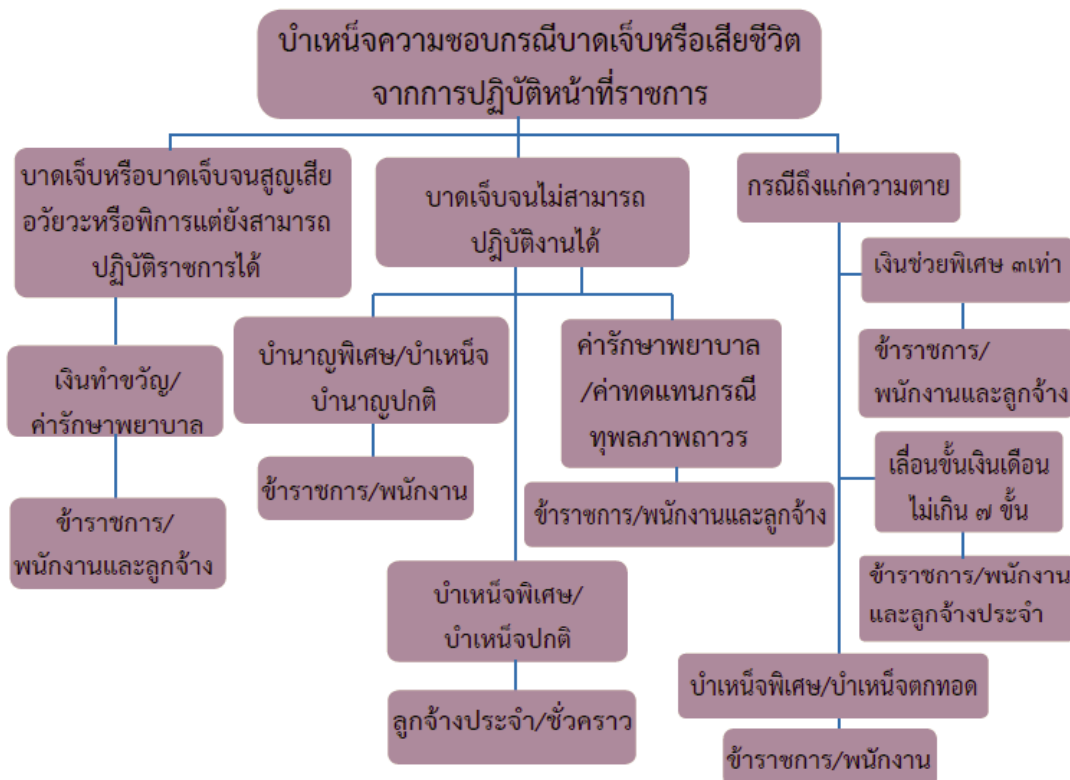 บำเหน็จความชอบกรณีบาดเจ็บหรือเสียชีวิต
จากการปฏิบัติหน้าที่ราชการ
บาดเจ็บหรือบาดเจ็บจนสูญเสีย
อวัยวะหรือพิการแต่ยังสามารถ
ปฏิบัติราชการได้
เงินทำขวัญ/
ค่ารักษาพยาบาล
ข้าราชการ/
พนักงานและลูกจ้าง
บาดเจ็บจนไม่สามารถ
ปฎิบัติงานได้
บำนาญพิเศษ/บำเหน็จ
บำนาญปกติ
ข้าราชการ/พนักงาน
ค่ารักษาพยาบาล
/ค่าทดแทนกรณี
ทุพลภาพถาวร
ข้าราชการ/พนักงานและลูกจ้าง
บำเหน็จพิเศษ/
บำเหน็จปกติ
ลูกจ้างประจำ/ชั่วคราว
กรณีถึงแก่ความตาย
เงินช่วยพิเศษ ๓เท่า
ข้าราชการ/
พนักงานและลูกจ้าง
เลื่อนขั้นเงินเดือน
ไม่เกิน ๗ ขั้น
ข้าราชการ/พนักงาน
และลูกจ้างประจำ
บำเหน็จพิเศษ/บำเหน็จตกทอด
ข้าราชการ/พนักงาน